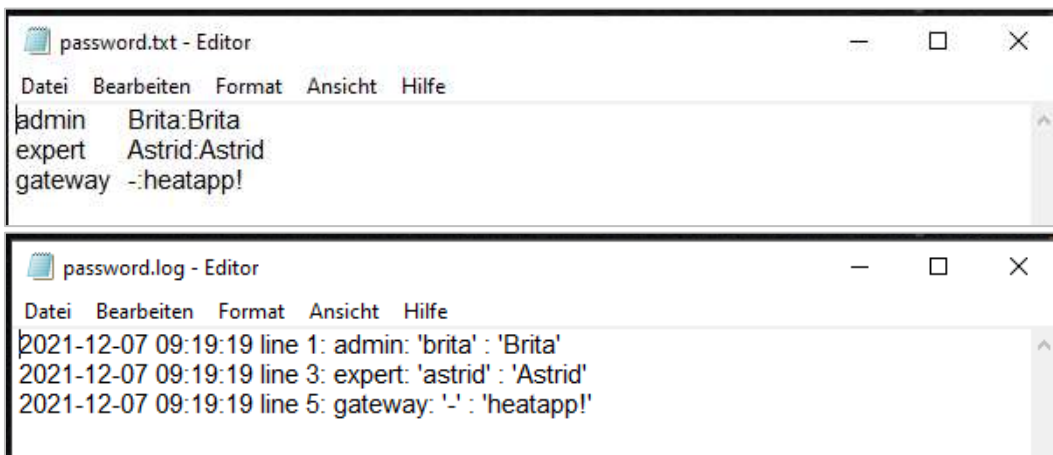 password.txt - Editor
Datei Bearbeiten Format Ansicht Hilfe
admin Brita:Brita
expert Astrid:Astrid
gateway -:heatapp!
password.log - Editor
Datei Bearbeiten Format Ansicht Hilfe
2021-12-07 09:19:19 line 1: admin: 'brita' : 'Brita'
2021-12-07 09:19:19 line 3: expert: 'astrid' : 'Astrid'
2021-12-07 09:19:19 line 5: gateway: '-' : 'heatapp!'